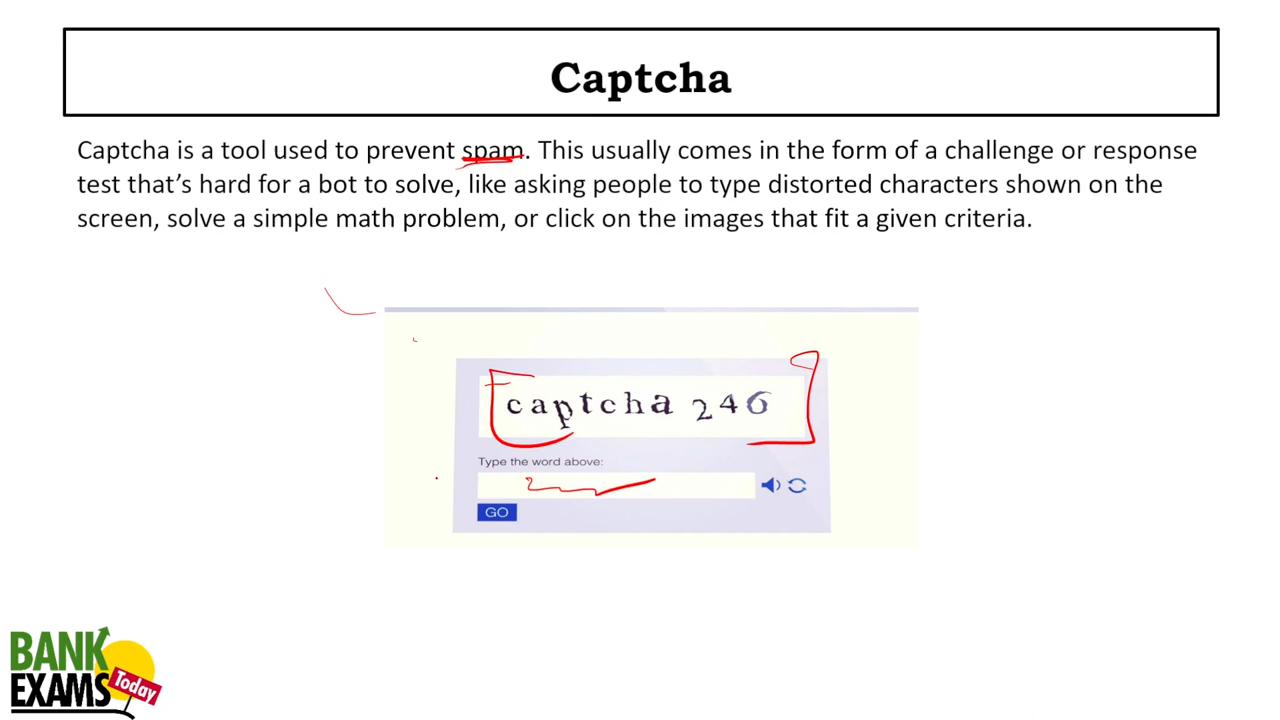 Captcha
Captcha is a tool used to prevent spam. This usually comes in the form of a challenge or response
test that’s hard for a bot to solve, like asking people to type distorted characters shown on the
screen, solve a simple math problem, or click on the images that fit a given criteria.
captcha 246
Type the word above:
GO
BANK
EXAMS
Today